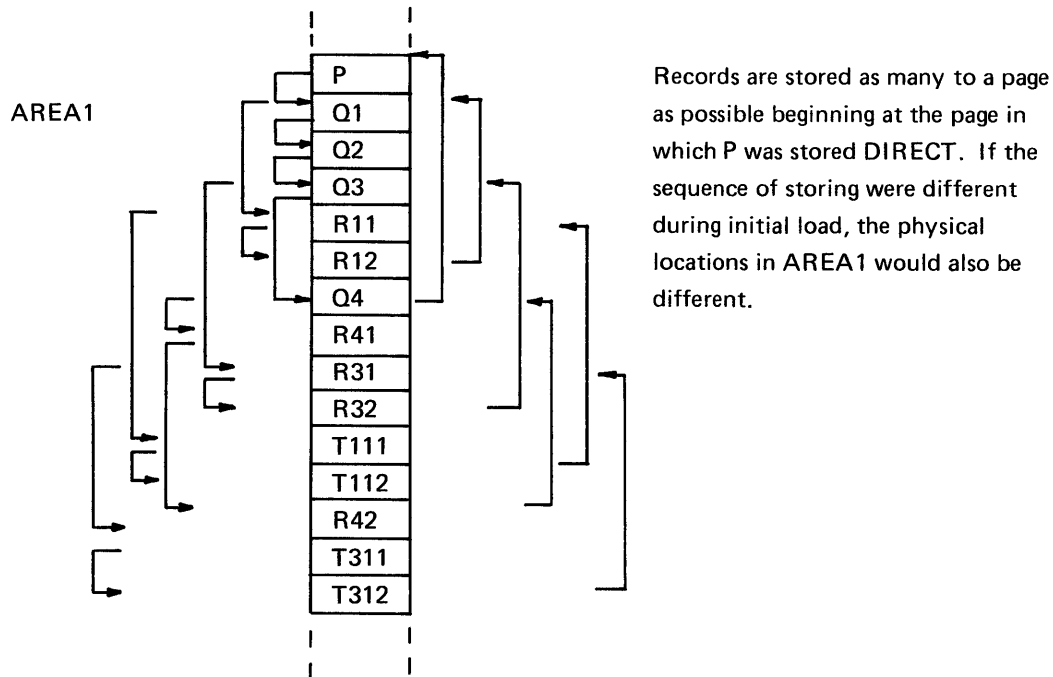 AREA1
P
Q1
Q2
Q3
R11
R12
Q4
R41
R31
R32
T111
T112
R42
T311
T312
Records are stored as many to a page
as possible beginning at the page in
which P was stored DIRECT. If the
sequence of storing were different
during initial load, the physical
locations in AREA1 would also be
different.